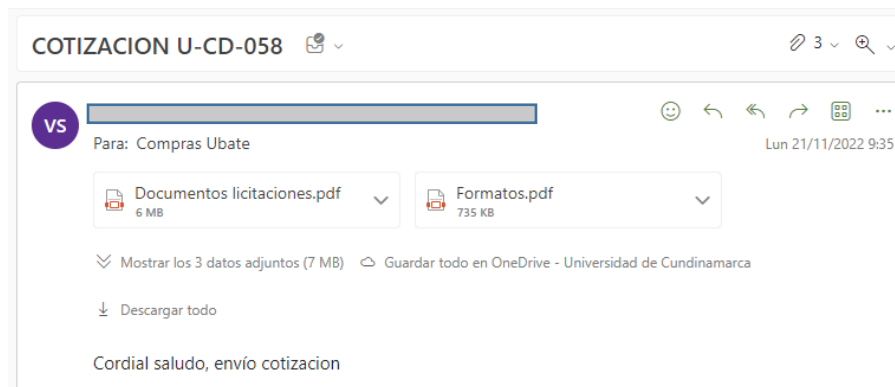 COTIZACION U-CD-058
3
VS
Para: Compras Ubate
Lun 21/11/2022 9:35
Documentos licitaciones.pdf
6 MB
Formatos.pdf
735 KB
Mostrar los 3 datos adjuntos (7 MB) Guardar todo en OneDrive - Universidad de Cundinamarca
Descargar todo
Cordial saludo, envío cotizacion